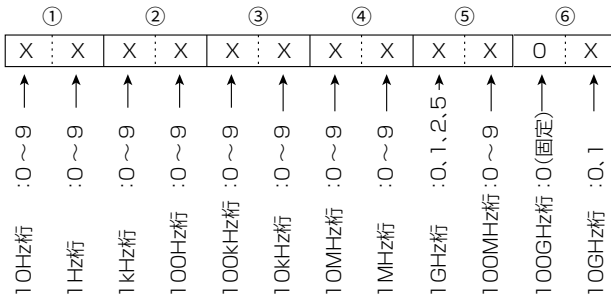 ① ② ③ ④ ⑤ ⑥
X X X X X X X X X X 0 X
10Hz桁 :0～9
1Hz桁 :0～9
1kHz桁 :0～9
100Hz桁 :0～9
100kHz桁 :0～9
10kHz桁 :0～9
10MHz桁 :0～9
1MHz桁 :0～9
1GHz桁 :0、1、2、5
100MHz桁 :0～9
100GHz桁 :0(固定)
10GHz桁 :0、1